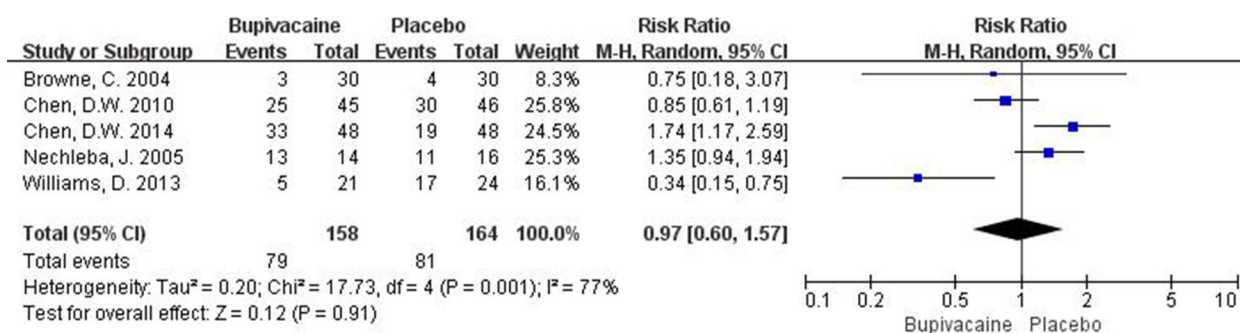 Bupivacaine Placebo Risk Ratio Risk Ratio
Study or Subgroup Events Total Events Total Weight M-H, Random, 95% CI M-H, Random, 95% CI
Browne, C. 2004 3 30 4 30 8.3% 0.75 [0.18, 3.07]
Chen, D.W. 2010 25 45 30 46 25.8% 0.85 [0.61, 1.19]
Chen, D.W. 2014 33 48 19 48 24.5% 1.74 [1.17, 2.59]
Nechleba, J. 2005 13 14 11 16 25.3% 1.35 [0.94, 1.94]
Williams, D. 2013 5 21 17 24 16.1% 0.34 [0.15, 0.75]
Total (95% CI) 158 164 100.0% 0.97 [0.60, 1.57]
Total events 79 81
Heterogeneity: Tau² = 0.20; Chi² = 17.73, df = 4 (P = 0.001); I² = 77%
Test for overall effect: Z = 0.12 (P = 0.91)
0.1 0.2 0.5 1 2 5 10
Bupivacaine Placebo